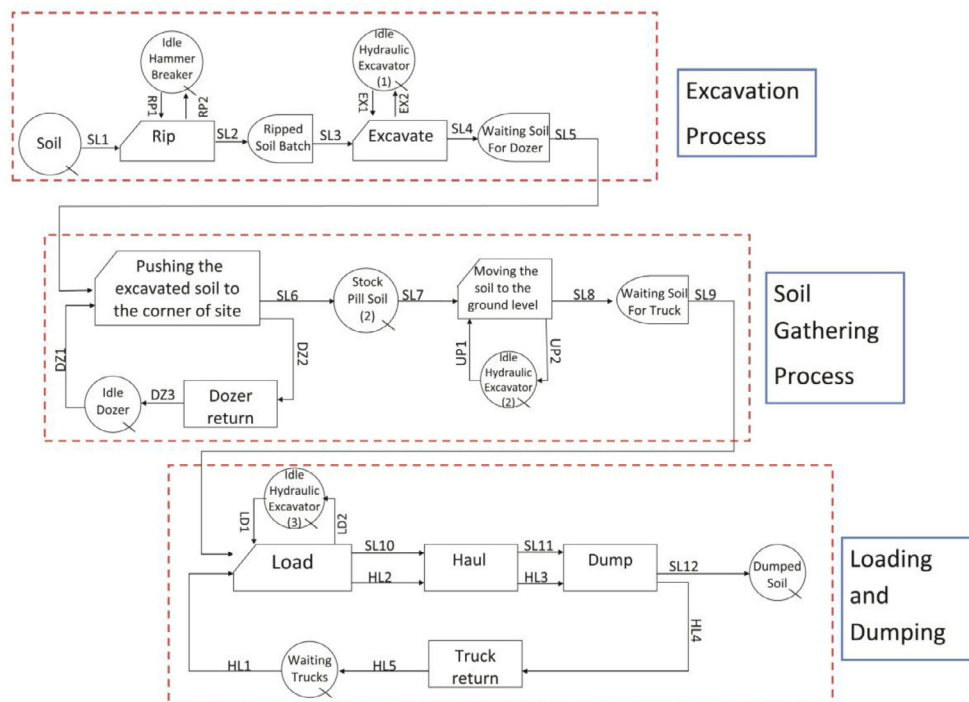 Idle
Hammer
Breaker
RP1
RP2
Idle
Hydraulic
Excavator
(1)
EX1
EX2
Soil
SL1
Rip
SL2
Ripped
Soil Batch
SL3
Excavate
SL4
Waiting Soil
For Dozer
SL5
Excavation
Process
Pushing the
excavated soil to
the corner of site
SL6
Stock
Pill Soil
(2)
SL7
Moving the
soil to the
ground level
SL8
Waiting Soil
For Truck
SL9
DZ1
DZ2
UP1
UP2
Idle
Hydraulic
Excavator
(2)
Idle
Dozer
DZ3
Dozer
return
Soil
Gathering
Process
Idle
Hydraulic
Excavator
(3)
LD1
LD2
Load
SL10
HL2
Haul
SL11
HL3
Dump
SL12
Dumped
Soil
HL4
HL1
Waiting
Trucks
HL5
Truck
return
Loading
and
Dumping